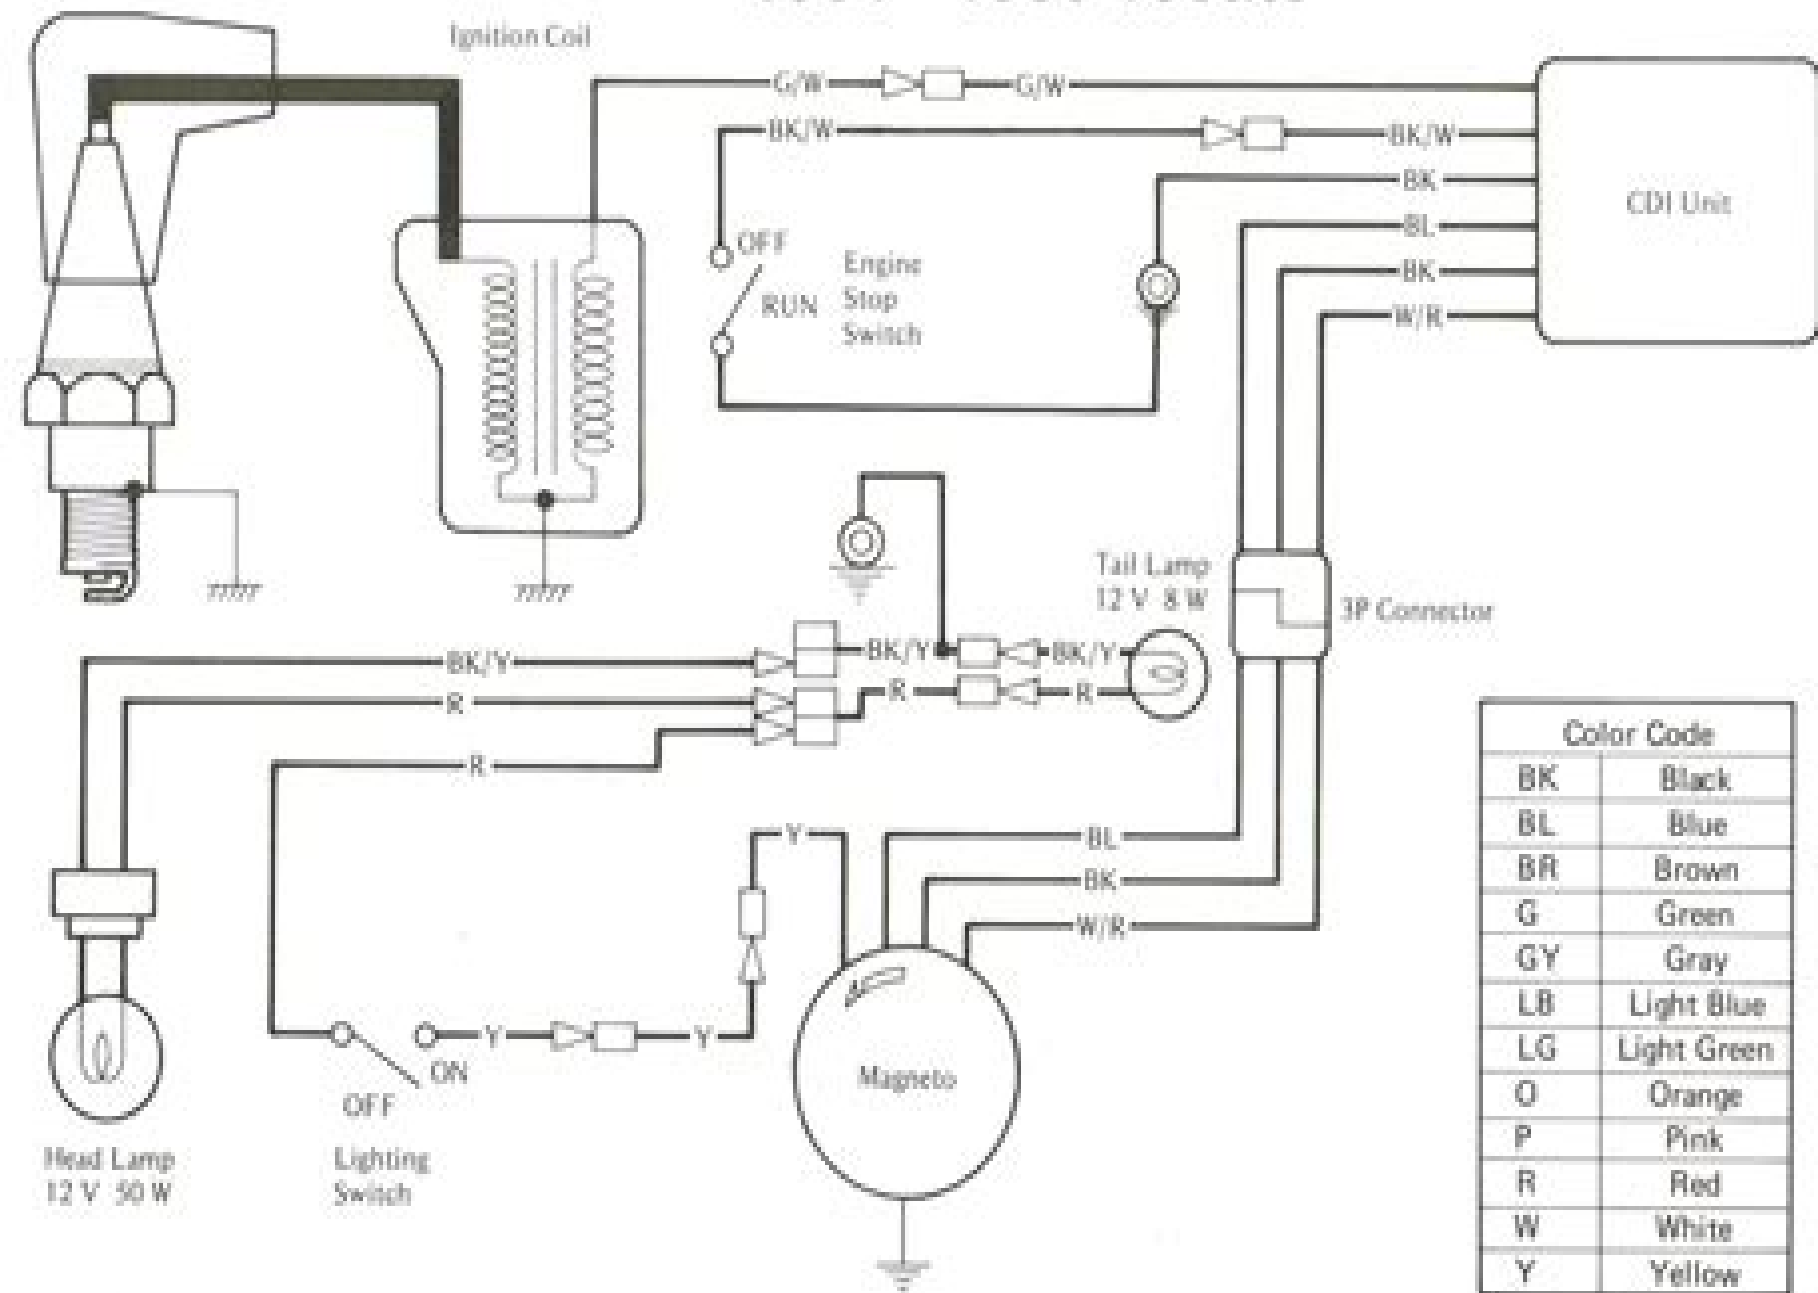 Ignition Coil
G/W
G/W
BK/W
BK/W
BK
CDI Unit
BL
OFF
Engine
Stop
Switch
RUN
BK
W/R
Tail Lamp
12 V 8 W
3P Connector
BK/Y
BK/Y
BK/Y
R
R
R
R
Y
BL
BK
W/R
Y
Y
ON
OFF
Magneto
Head Lamp
12 V 50 W
Lighting
Switch
Color Code
BK Black
BL Blue
BR Brown
G Green
GY Gray
LB Light Blue
LG Light Green
O Orange
P Pink
R Red
W White
Y Yellow